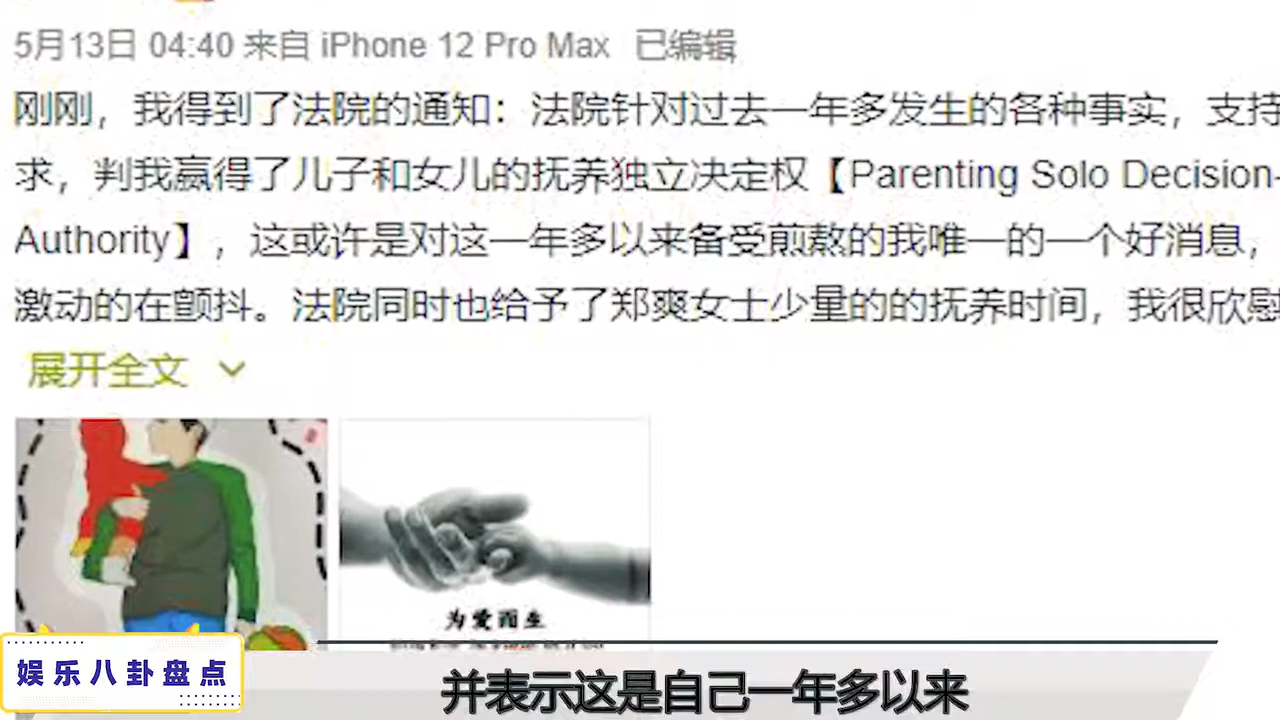 5月13日 04:40 来自 iPhone 12 Pro Max 已编辑
刚刚，我得到了法院的通知：法院针对过去一年多发生的各种事实，支持
求，判我赢得了儿子和女儿的抚养独立决定权【Parenting Solo Decision-
Authority】，这或许是对这一年多以来备受煎熬的我唯一的一个好消息，
激动的在颤抖。法院同时也给予了郑爽女士少量的的抚养时间，我很欣慰
展开全文
为爱而生
娱乐八卦盘点
并表示这是自己一年多以来